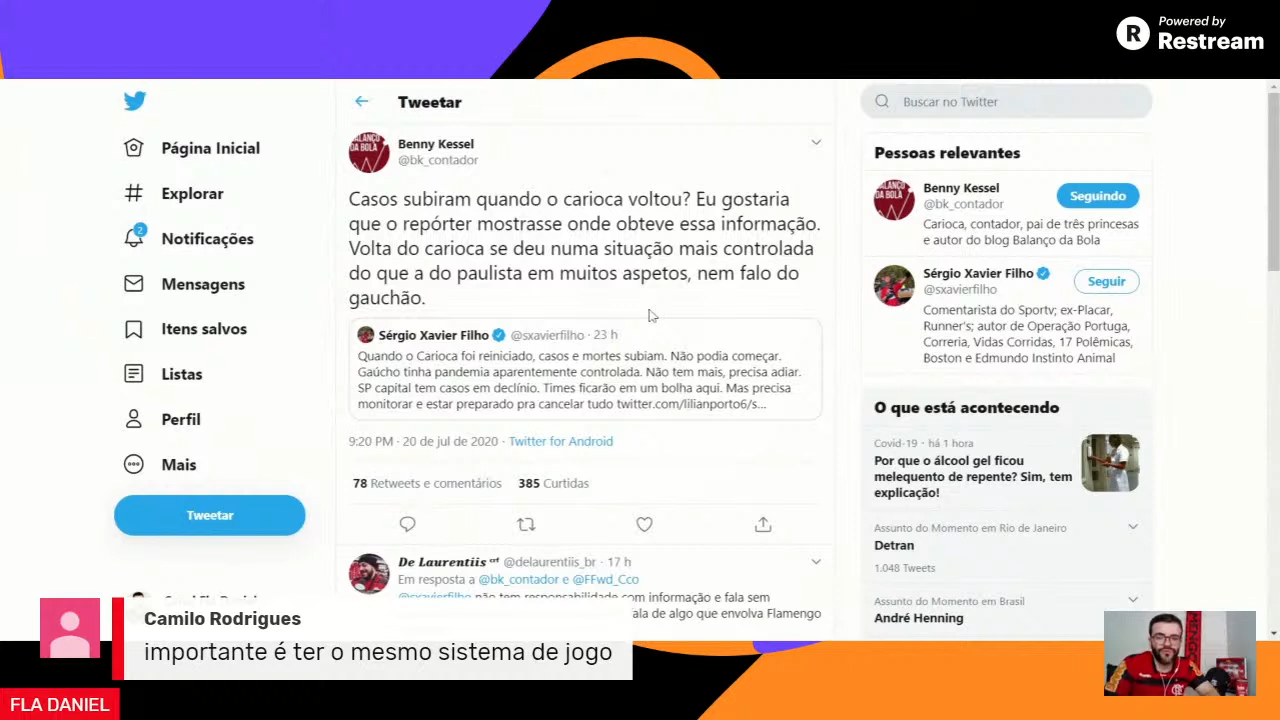 Powered by
R Restream
Tweetar
Buscar no Twitter
Página Inicial
Explorar
2
Notificações
Mensagens
Itens salvos
Listas
Perfil
Mais
Tweetar
BALANÇO
DA BOLA
Benny Kessel
@bk_contador
Casos subiram quando o carioca voltou? Eu gostaria
que o repórter mostrasse onde obteve essa informação.
Volta do carioca se deu numa situação mais controlada
do que a do paulista em muitos aspetos, nem falo do
gauchão.
Sérgio Xavier Filho @sxavierfilho · 23 h
Quando o Carioca foi reiniciado, casos e mortes subiam. Não podia começar.
Gaúcho tinha pandemia aparentemente controlada. Não tem mais, precisa adiar.
SP capital tem casos em declínio. Times ficarão em um bolha aqui. Mas precisa
monitorar e estar preparado pra cancelar tudo twitter.com/lilianporto6/s...
9:20 PM · 20 de jul de 2020 · Twitter for Android
78 Retweets e comentários 385 Curtidas
De Laurentiis crf @delaurentiis_br · 17 h
Em resposta a @bk_contador e @FFwd_Cco
@sxavierfilho não tem responsabilidade com informação e fala sem
ala de algo que envolva Flamengo
Pessoas relevantes
BALANÇO
DA BOLA
Benny Kessel
@bk_contador
Seguindo
Carioca, contador, pai de três princesas
e autor do blog Balanço da Bola
Sérgio Xavier Filho
@sxavierfilho
Seguir
Comentarista do Sportv; ex-Placar,
Runner's; autor de Operação Portuga,
Correria, Vidas Corridas, 17 Polêmicas,
Boston e Edmundo Instinto Animal
O que está acontecendo
Covid-19 · há 1 hora
Por que o álcool gel ficou
melequento de repente? Sim, tem
explicação!
Assunto do Momento em Rio de Janeiro
Detran
1.048 Tweets
Assunto do Momento em Brasil
André Henning
Camilo Rodrigues
importante é ter o mesmo sistema de jogo
FLA DANIEL